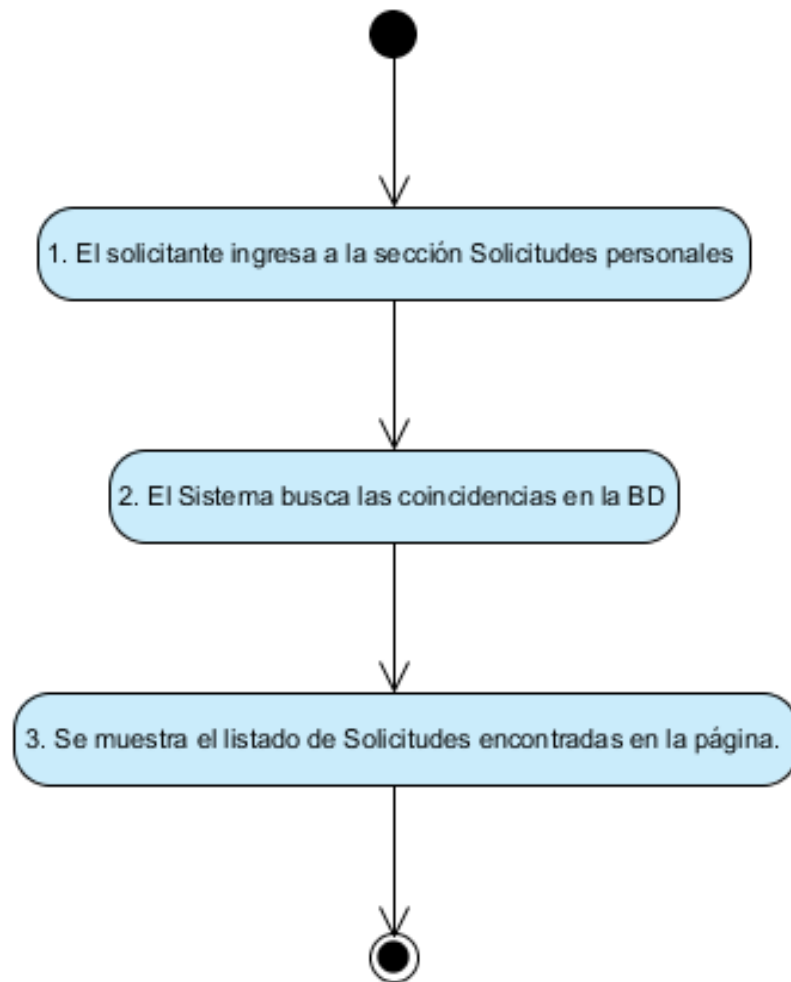 1. El solicitante ingresa a la sección Solicitudes personales
2. El Sistema busca las coincidencias en la BD
3. Se muestra el listado de Solicitudes encontradas en la página.